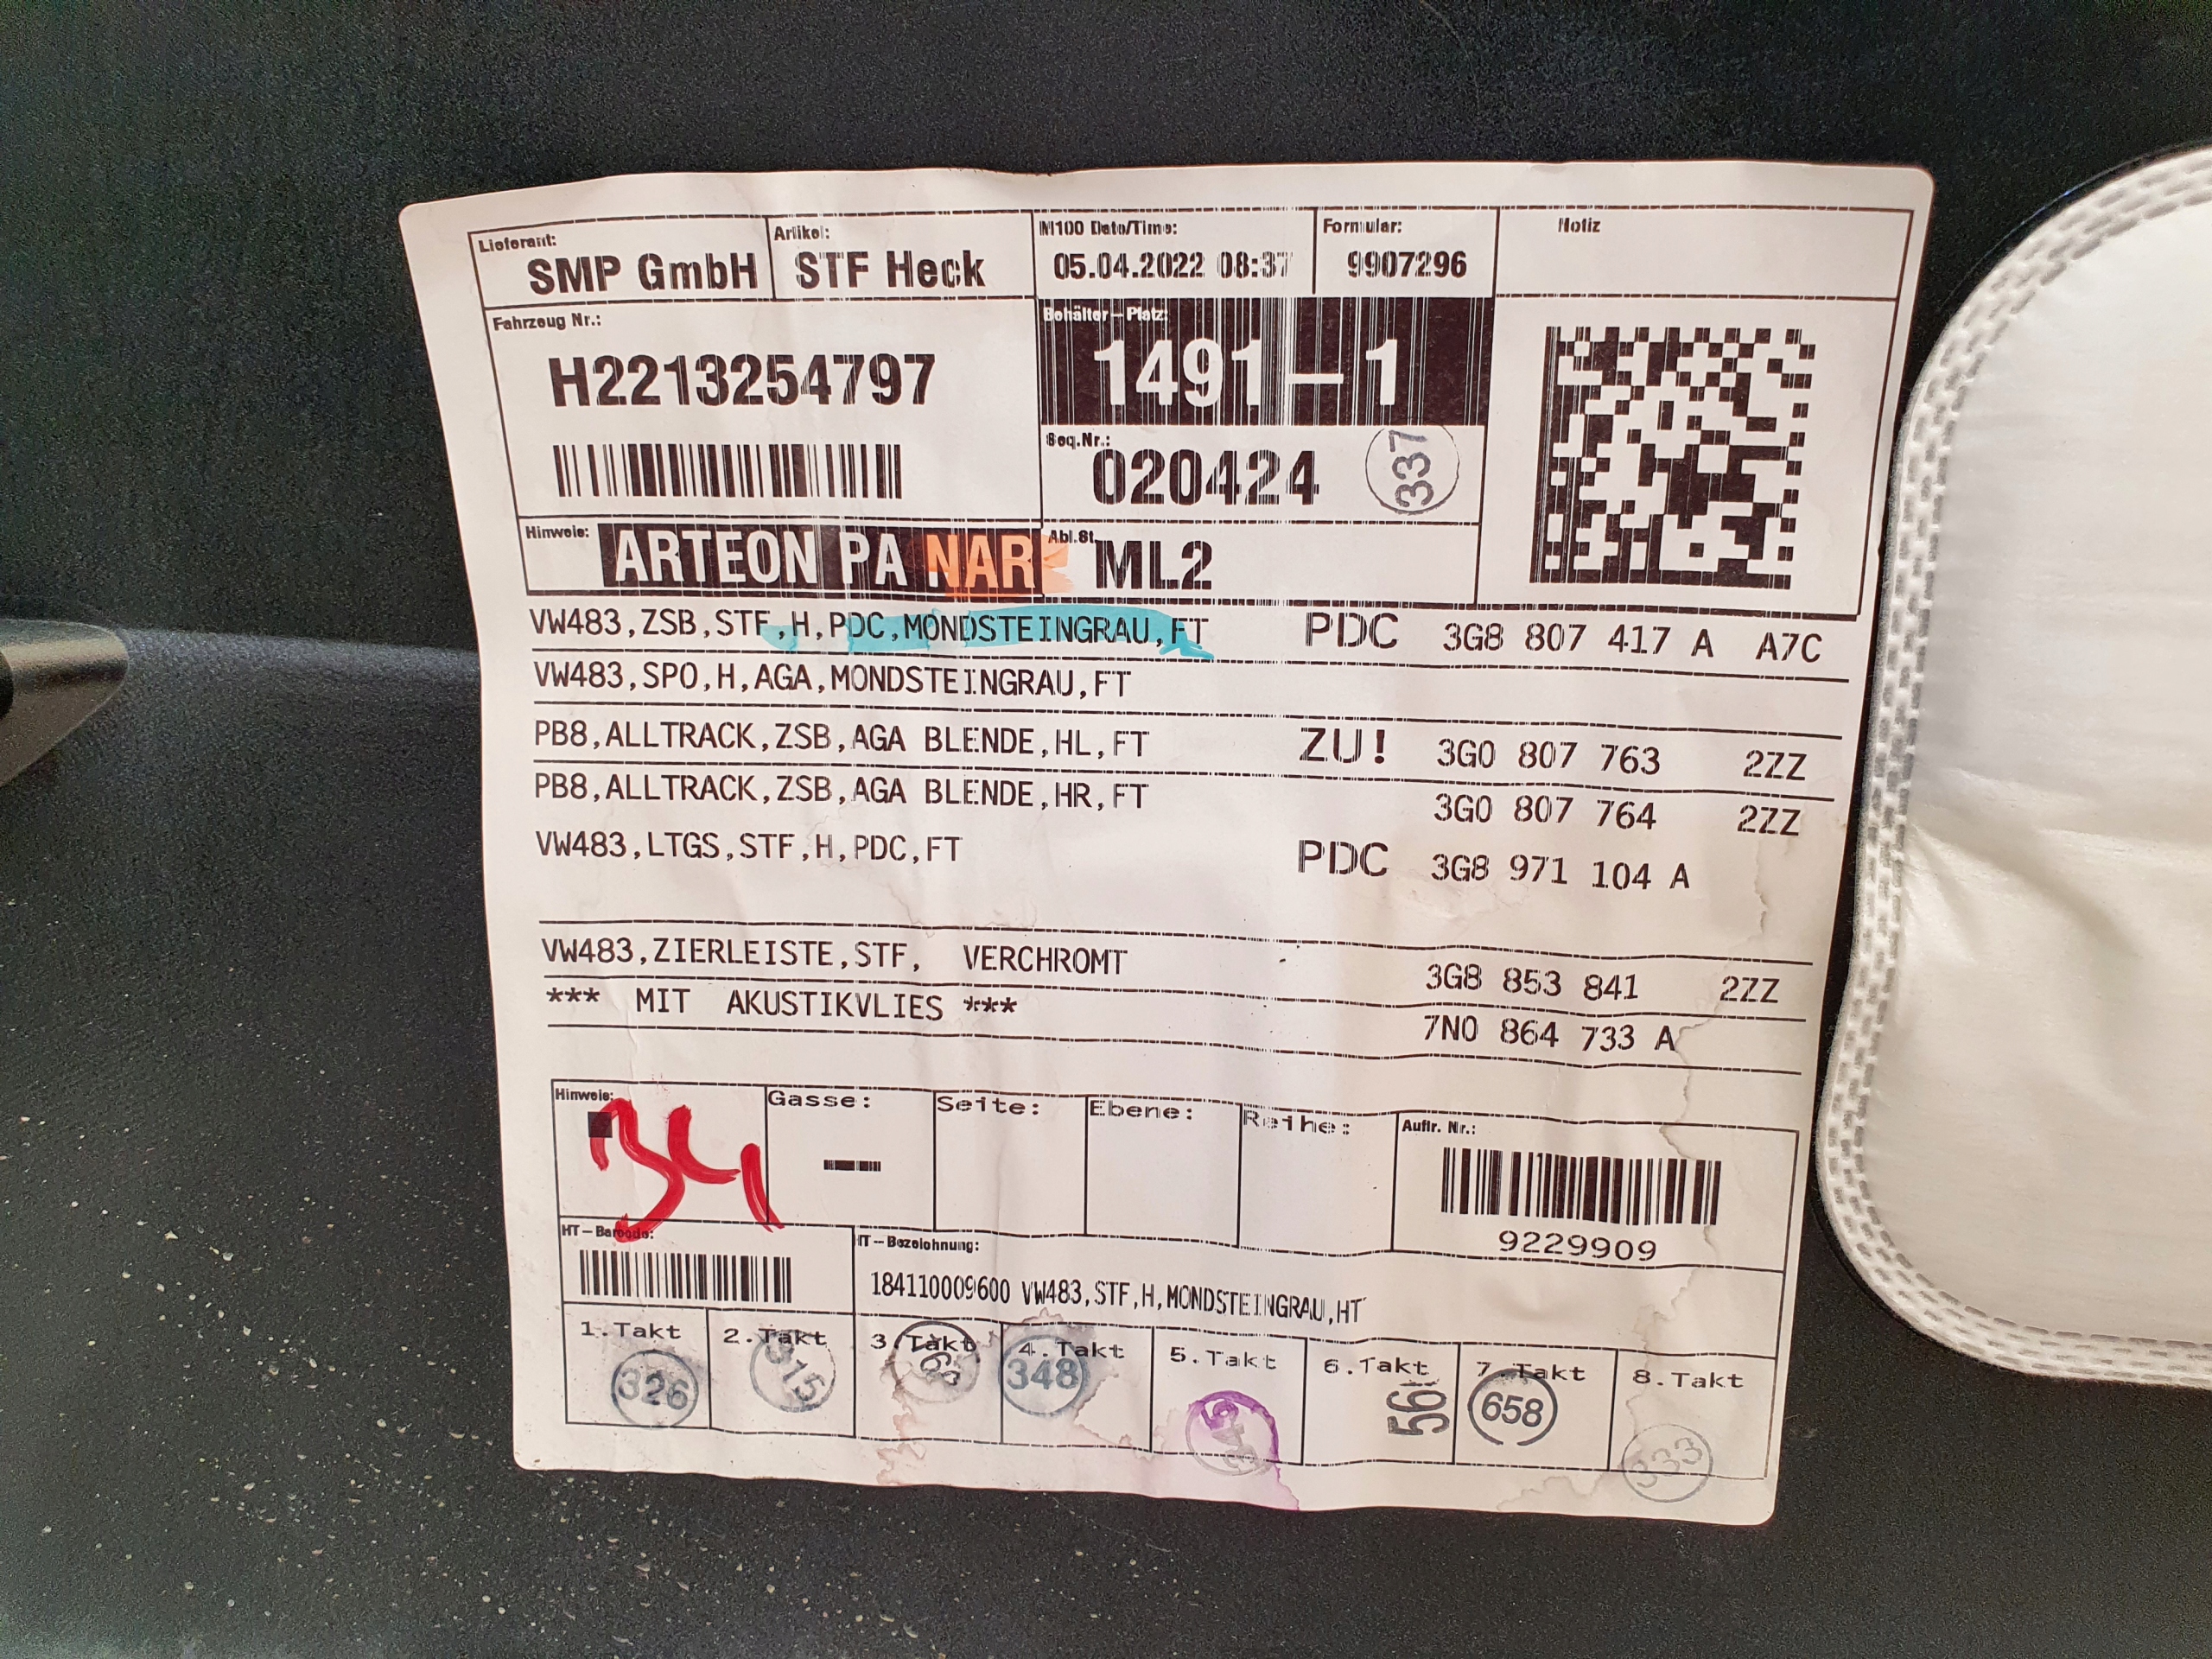 Lieferant: Artikel: M100 Date/Time: Formular: Notiz
SMP GmbH STF Heck 05.04.2022 08:37 9907296
Fahrzeug Nr.: Behälter-Platz:
H2213254797 1491-1
Seq.Nr.:
020424 337
Hinweis: ARTEON PA NAR Abl.St. ML2
VW483,ZSB,STF,H,PDC,MONDSTEINGRAU,FT PDC 3G8 807 417 A A7C
VW483,SPO,H,AGA,MONDSTEINGRAU,FT
PB8,ALLTRACK,ZSB,AGA BLENDE,HL,FT ZU! 3G0 807 763 2ZZ
PB8,ALLTRACK,ZSB,AGA BLENDE,HR,FT 3G0 807 764 2ZZ
VW483,LTGS,STF,H,PDC,FT PDC 3G8 971 104 A
VW483,ZIERLEISTE,STF, VERCHROMT 3G8 853 841 2ZZ
*** MIT AKUSTIKVLIES *** 7N0 864 733 A
Hinweis: Gasse: Seite: Ebene: Reihe: Auftr. Nr.:
9229909
HT-Barcode: HT-Bezeichnung:
184110009600 VW483,STF,H,MONDSTEINGRAU,HT
1.Takt 2.Takt 3.Takt 4.Takt 5.Takt 6.Takt 7.Takt 8.Takt
326 315 348 56 658 333